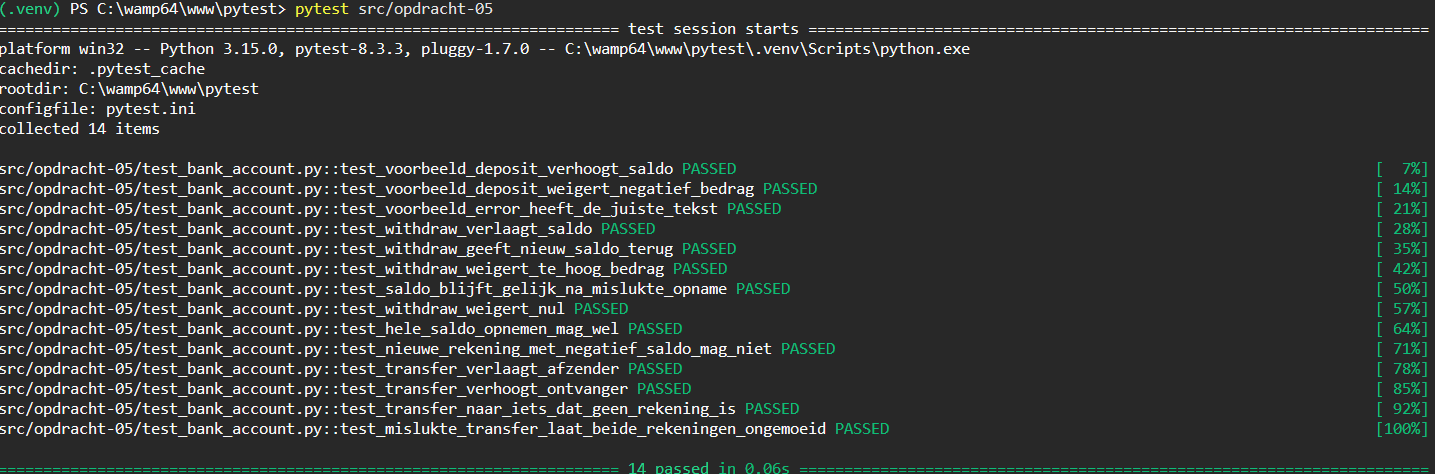 (.venv) PS C:\wamp64\www\pytest> pytest src/opdracht-05
======================================================================= test session starts =======================================================================
platform win32 -- Python 3.15.0, pytest-8.3.3, pluggy-1.7.0 -- C:\wamp64\www\pytest\.venv\Scripts\python.exe
cachedir: .pytest_cache
rootdir: C:\wamp64\www\pytest
configfile: pytest.ini
collected 14 items
src/opdracht-05/test_bank_account.py::test_voorbeeld_deposit_verhoogt_saldo PASSED [  7%]
src/opdracht-05/test_bank_account.py::test_voorbeeld_deposit_weigert_negatief_bedrag PASSED [ 14%]
src/opdracht-05/test_bank_account.py::test_voorbeeld_error_heeft_de_juiste_tekst PASSED [ 21%]
src/opdracht-05/test_bank_account.py::test_withdraw_verlaagt_saldo PASSED [ 28%]
src/opdracht-05/test_bank_account.py::test_withdraw_geeft_nieuw_saldo_terug PASSED [ 35%]
src/opdracht-05/test_bank_account.py::test_withdraw_weigert_te_hoog_bedrag PASSED [ 42%]
src/opdracht-05/test_bank_account.py::test_saldo_blijft_gelijk_na_mislukte_opname PASSED [ 50%]
src/opdracht-05/test_bank_account.py::test_withdraw_weigert_nul PASSED [ 57%]
src/opdracht-05/test_bank_account.py::test_hele_saldo_opnemen_mag_wel PASSED [ 64%]
src/opdracht-05/test_bank_account.py::test_nieuwe_rekening_met_negatief_saldo_mag_niet PASSED [ 71%]
src/opdracht-05/test_bank_account.py::test_transfer_verlaagt_afzender PASSED [ 78%]
src/opdracht-05/test_bank_account.py::test_transfer_verhoogt_ontvanger PASSED [ 85%]
src/opdracht-05/test_bank_account.py::test_transfer_naar_iets_dat_geen_rekening_is PASSED [ 92%]
src/opdracht-05/test_bank_account.py::test_mislukte_transfer_laat_beide_rekeningen_ongemoeid PASSED [100%]
======================================================================= 14 passed in 0.06s ========================================================================